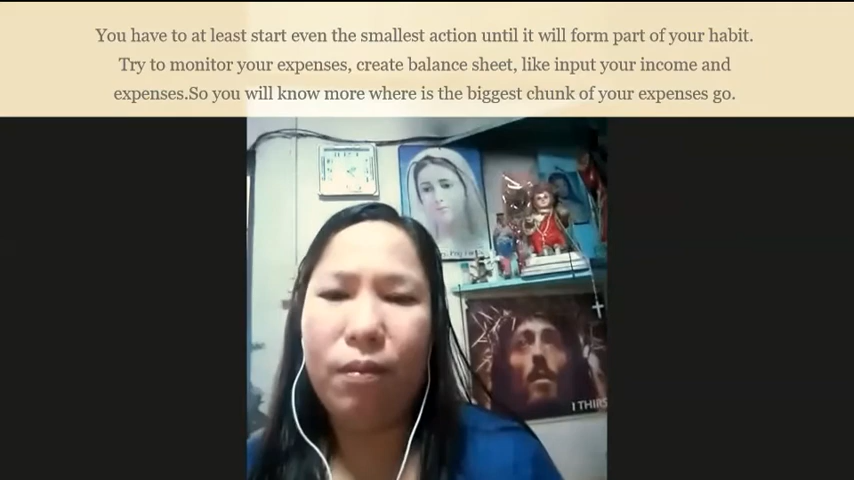 You have to at least start even the smallest action until it will form part of your habit.
Try to monitor your expenses, create balance sheet, like input your income and
expenses.So you will know more where is the biggest chunk of your expenses go.
I THIRS